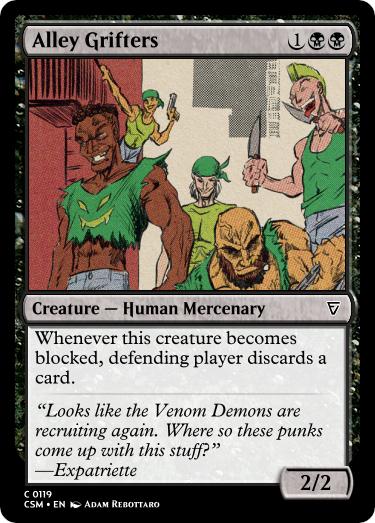 Alley Grifters 1
Creature — Human Mercenary
Whenever this creature becomes
blocked, defending player discards a
card.
“Looks like the Venom Demons are
recruiting again. Where so these punks
come up with this stuff?”
—Expatriette
2/2
C 0119
CSM • EN Adam Rebottaro